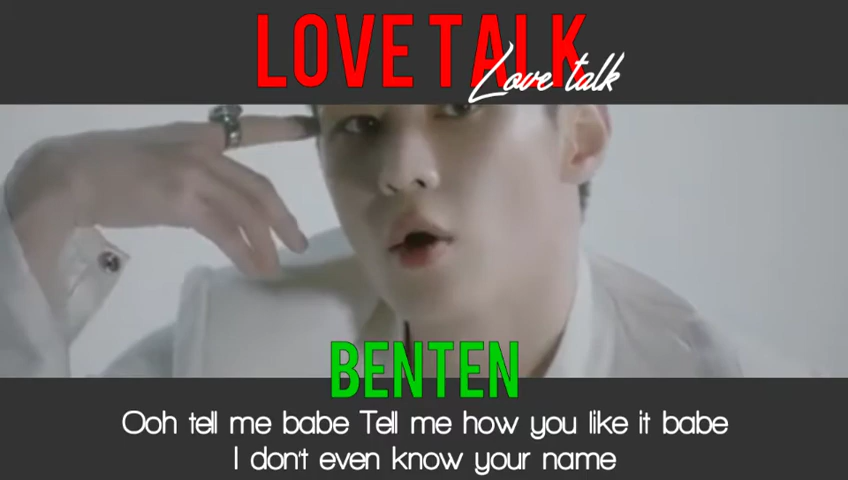 LOVE TALK
Love talk
BENTEN
Ooh tell me babe Tell me how you like it babe
I don't even know your name